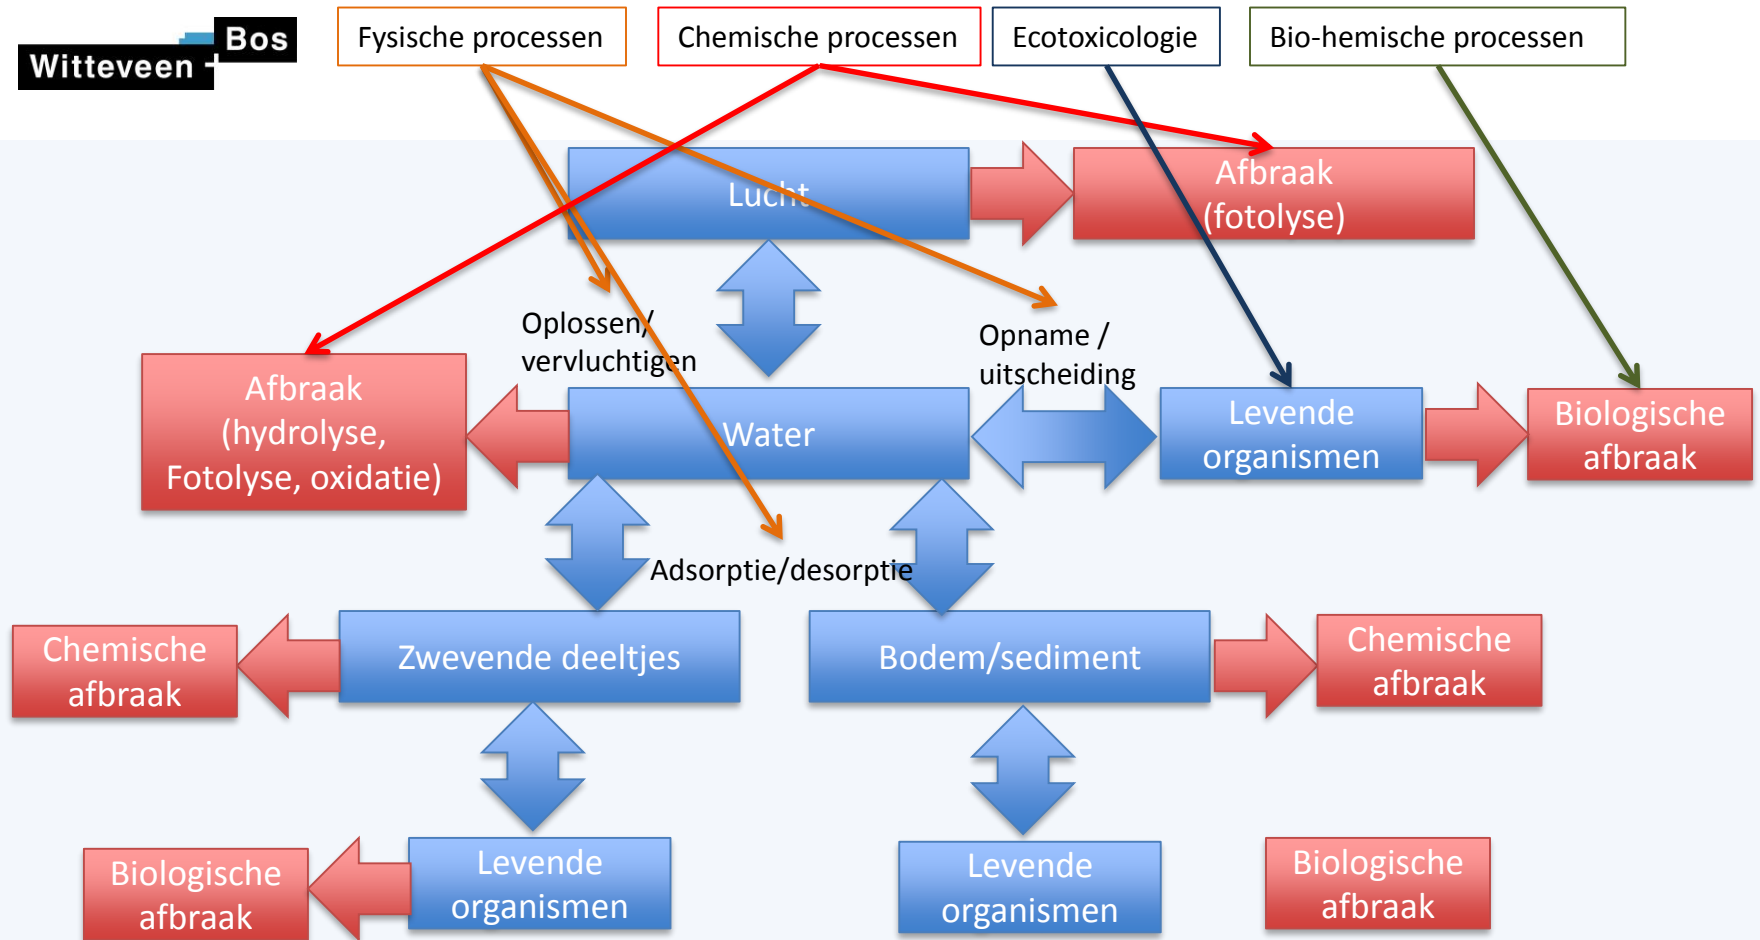 Witteveen + Bos
Fysische processen
Chemische processen
Ecotoxicologie
Bio-hemische processen
Lucht
Afbraak
(fotolyse)
Oplossen/
vervluchtigen
Opname /
uitscheiding
Afbraak
(hydrolyse,
Fotolyse, oxidatie)
Water
Levende
organismen
Biologische
afbraak
Adsorptie/desorptie
Chemische
afbraak
Zwevende deeltjes
Bodem/sediment
Chemische
afbraak
Biologische
afbraak
Levende
organismen
Levende
organismen
Biologische
afbraak